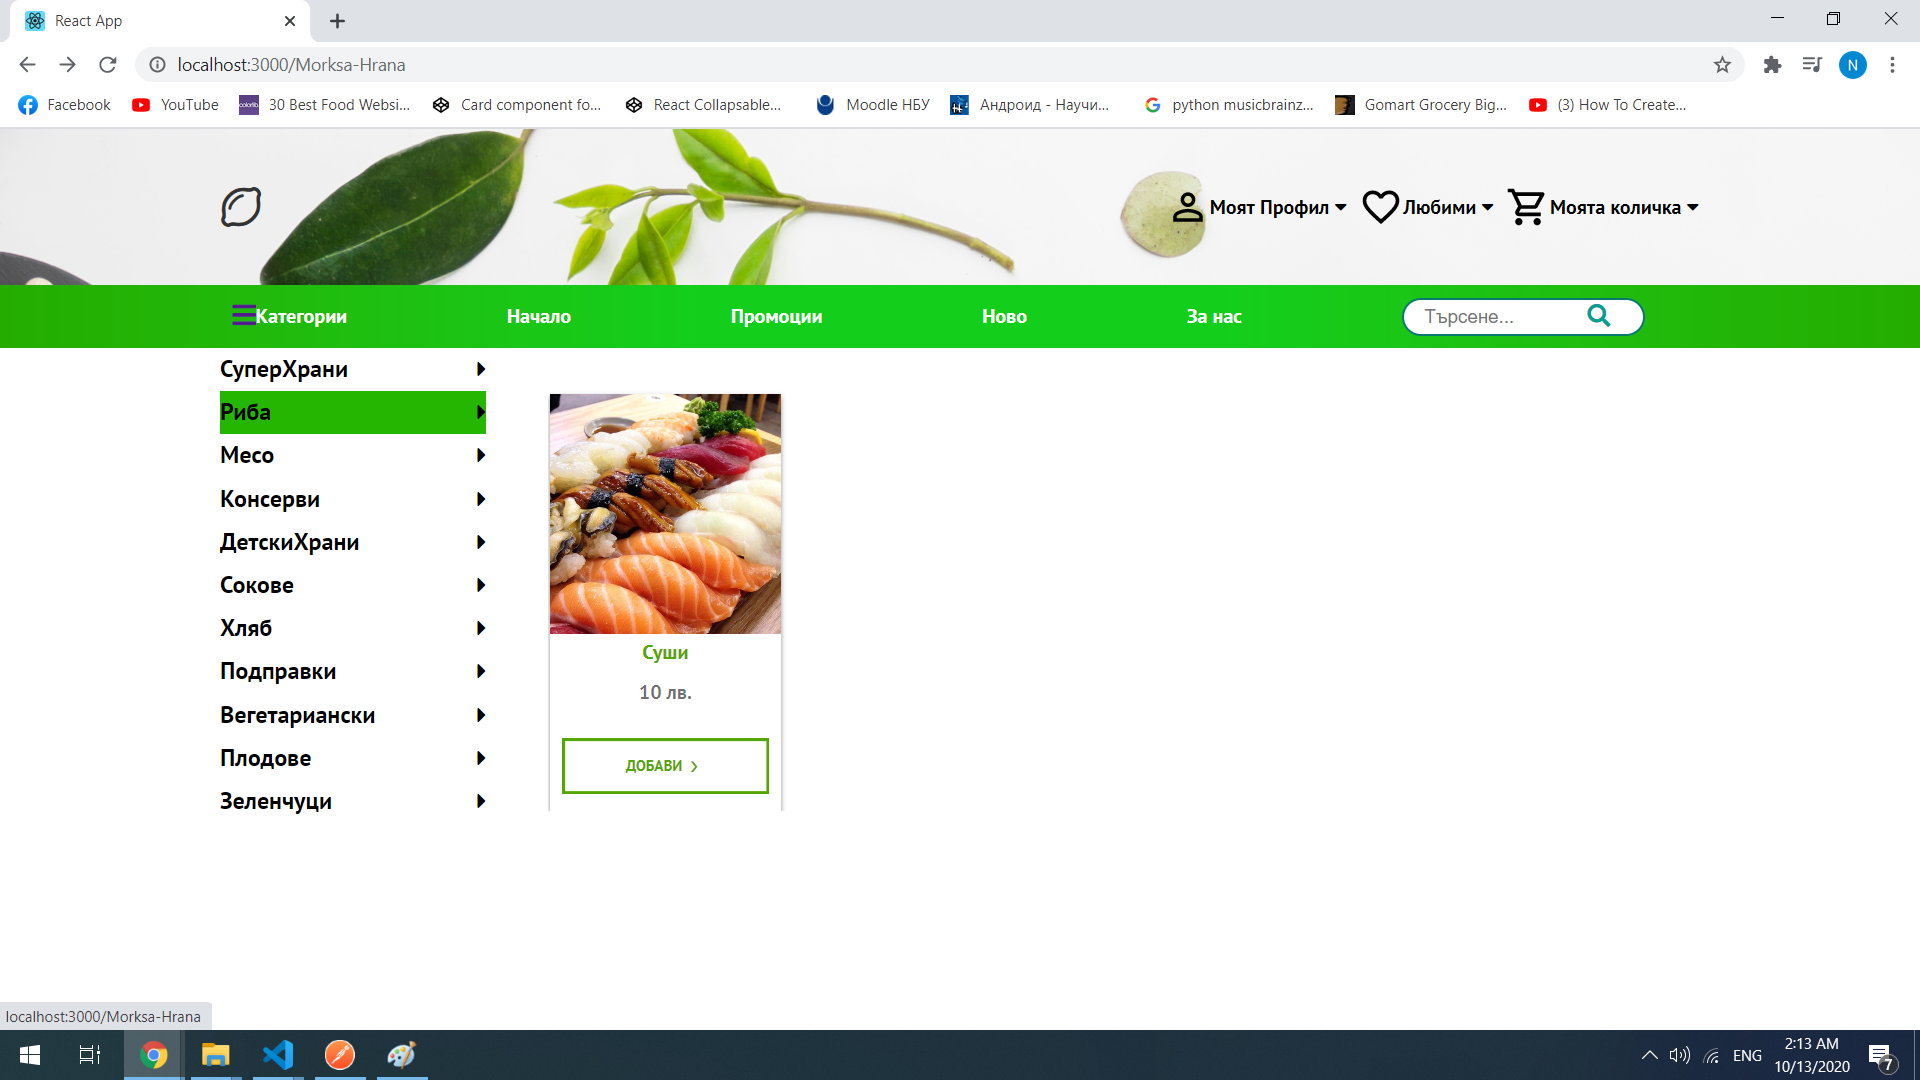 React App
localhost:3000/Morksa-Hrana
N
Facebook
YouTube
colorlib
30 Best Food Websi...
Card component fo...
React Collapsable...
Moodle НБУ
Андроид - Научи...
python musicbrainz...
Gomart Grocery Big...
(3) How To Create...
Моят Профил
Любими
Моята количка
Категории
Начало
Промоции
Ново
За нас
Търсене...
СуперХрани
Риба
Месо
Консерви
ДетскиХрани
Сокове
Хляб
Подправки
Вегетариански
Плодове
Зеленчуци
Суши
10 лв.
ДОБАВИ
localhost:3000/Morksa-Hrana
ENG
2:13 AM
10/13/2020
7